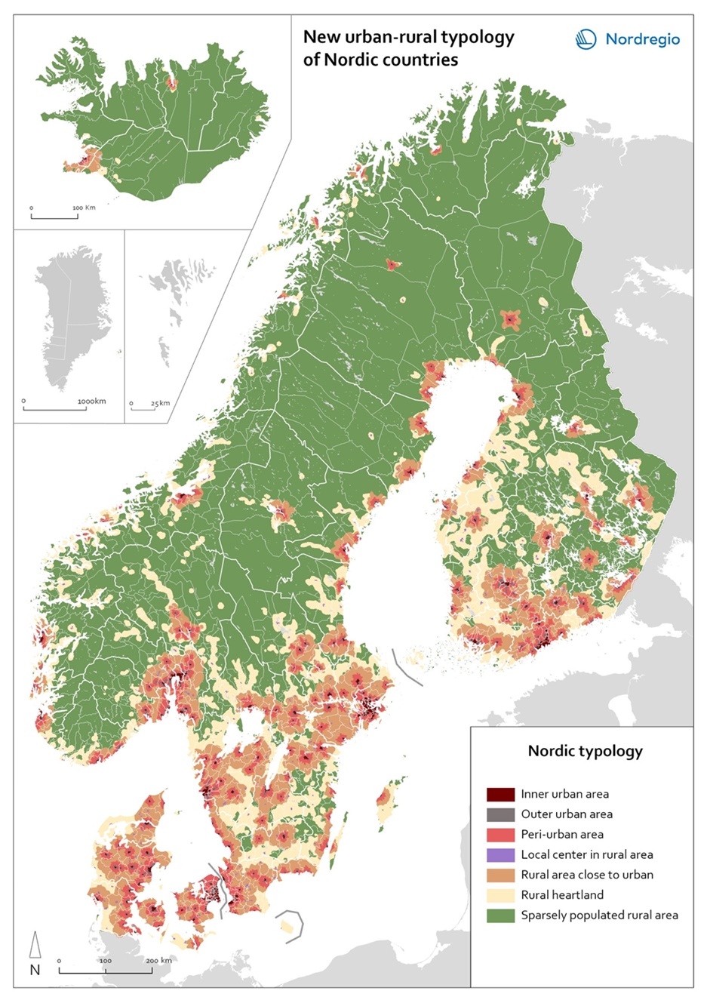 New urban-rural typology
of Nordic countries
Nordregio
0 100 Km
0 1000km
0 25km
Nordic typology
Inner urban area
Outer urban area
Peri-urban area
Local center in rural area
Rural area close to urban
Rural heartland
Sparsely populated rural area
N
0 100 200 km